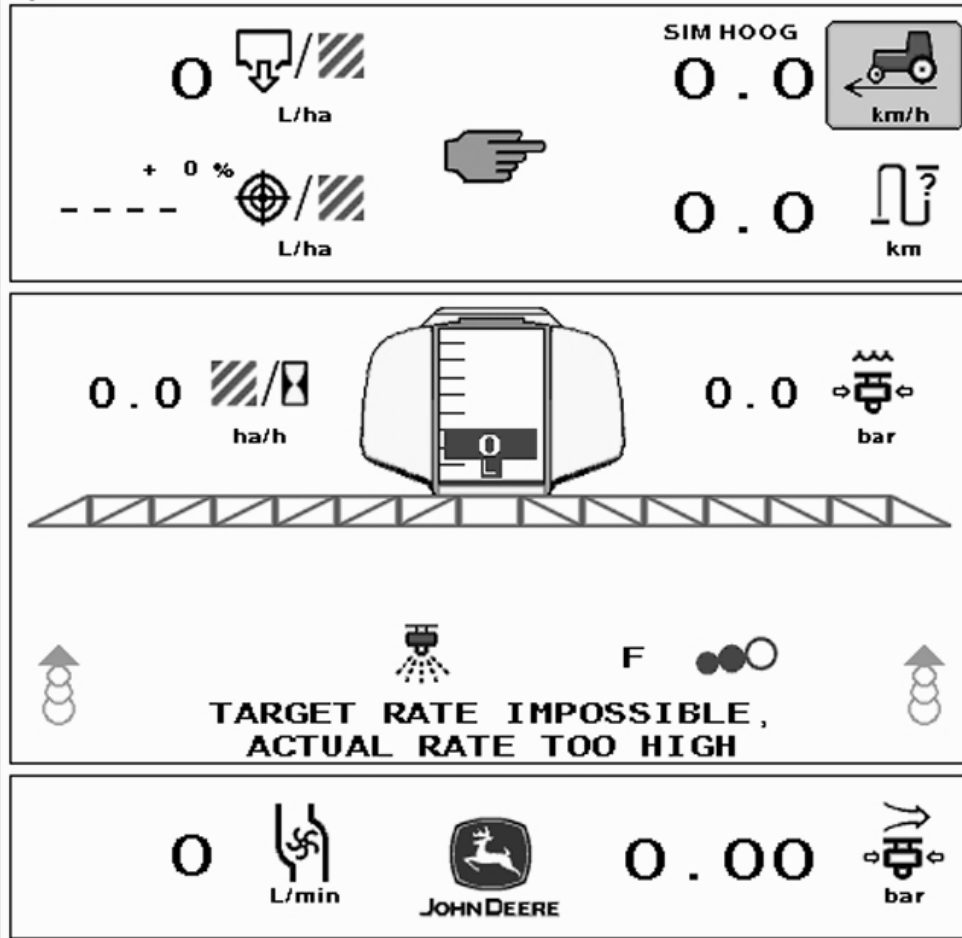 SIM HOOG
0
L/ha
0.0
km/h
+ 0 %
- - - -
L/ha
0.0
?
km
0.0
ha/h
0
L
0.0
bar
F
TARGET RATE IMPOSSIBLE,
ACTUAL RATE TOO HIGH
0
L/min
JOHN DEERE
0.00
bar